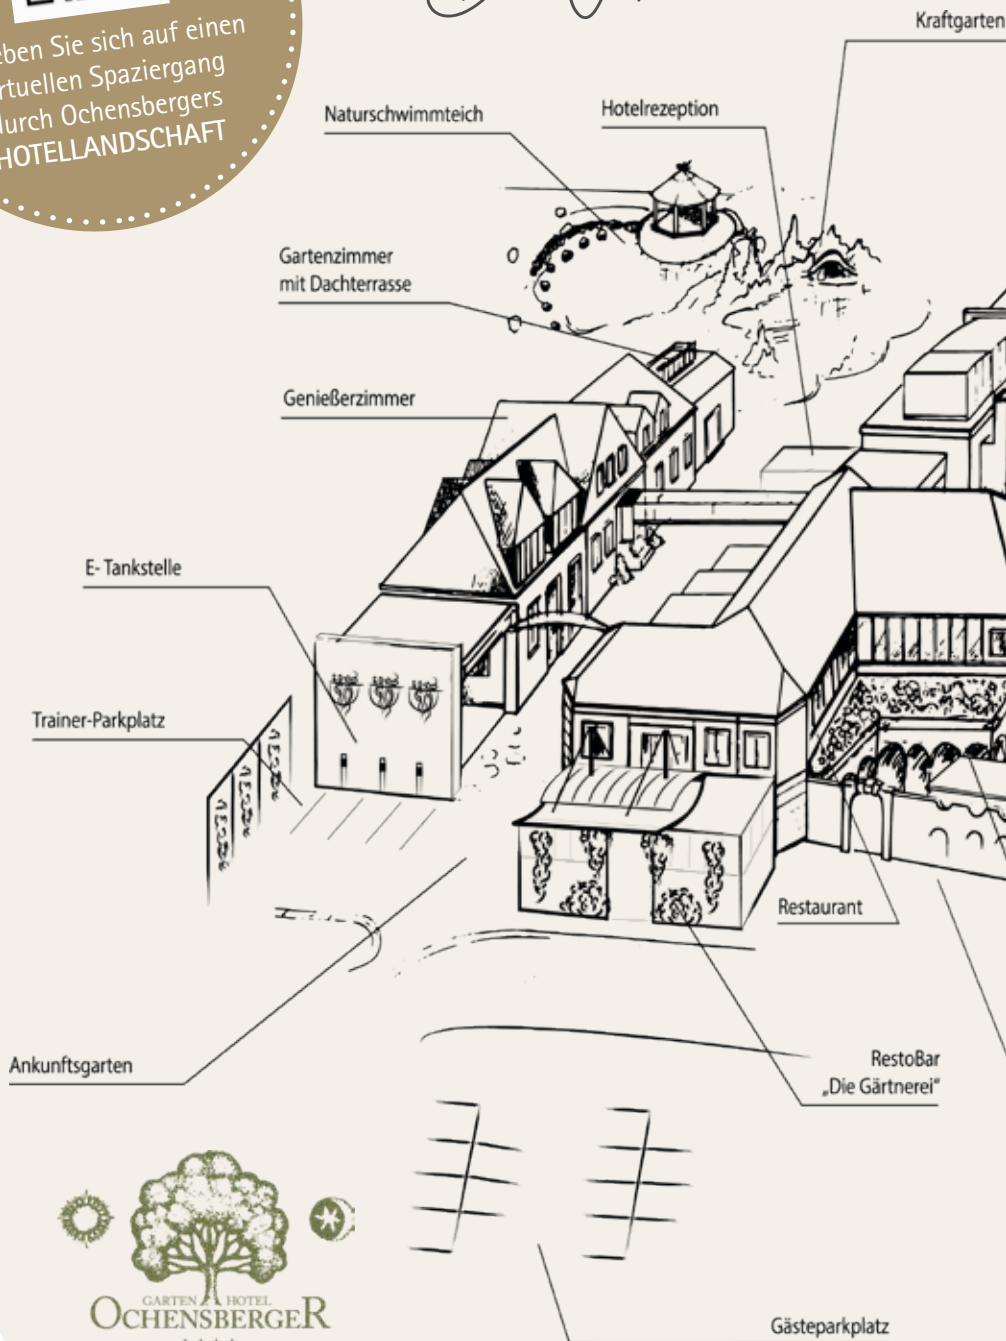 eben Sie sich auf einen
rtuellen Spaziergang
durch Ochensbergers
HOTELLANDSCHAFT
Kraftgarten
Naturschwimmteich
Hotelrezeption
Gartenzimmer
mit Dachterrasse
Genießerzimmer
E- Tankstelle
Trainer-Parkplatz
Restaurant
Ankunftsgarten
RestoBar
„Die Gärtnerei“
GARTEN HOTEL
OCHENSBERGER
Gästeparkplatz